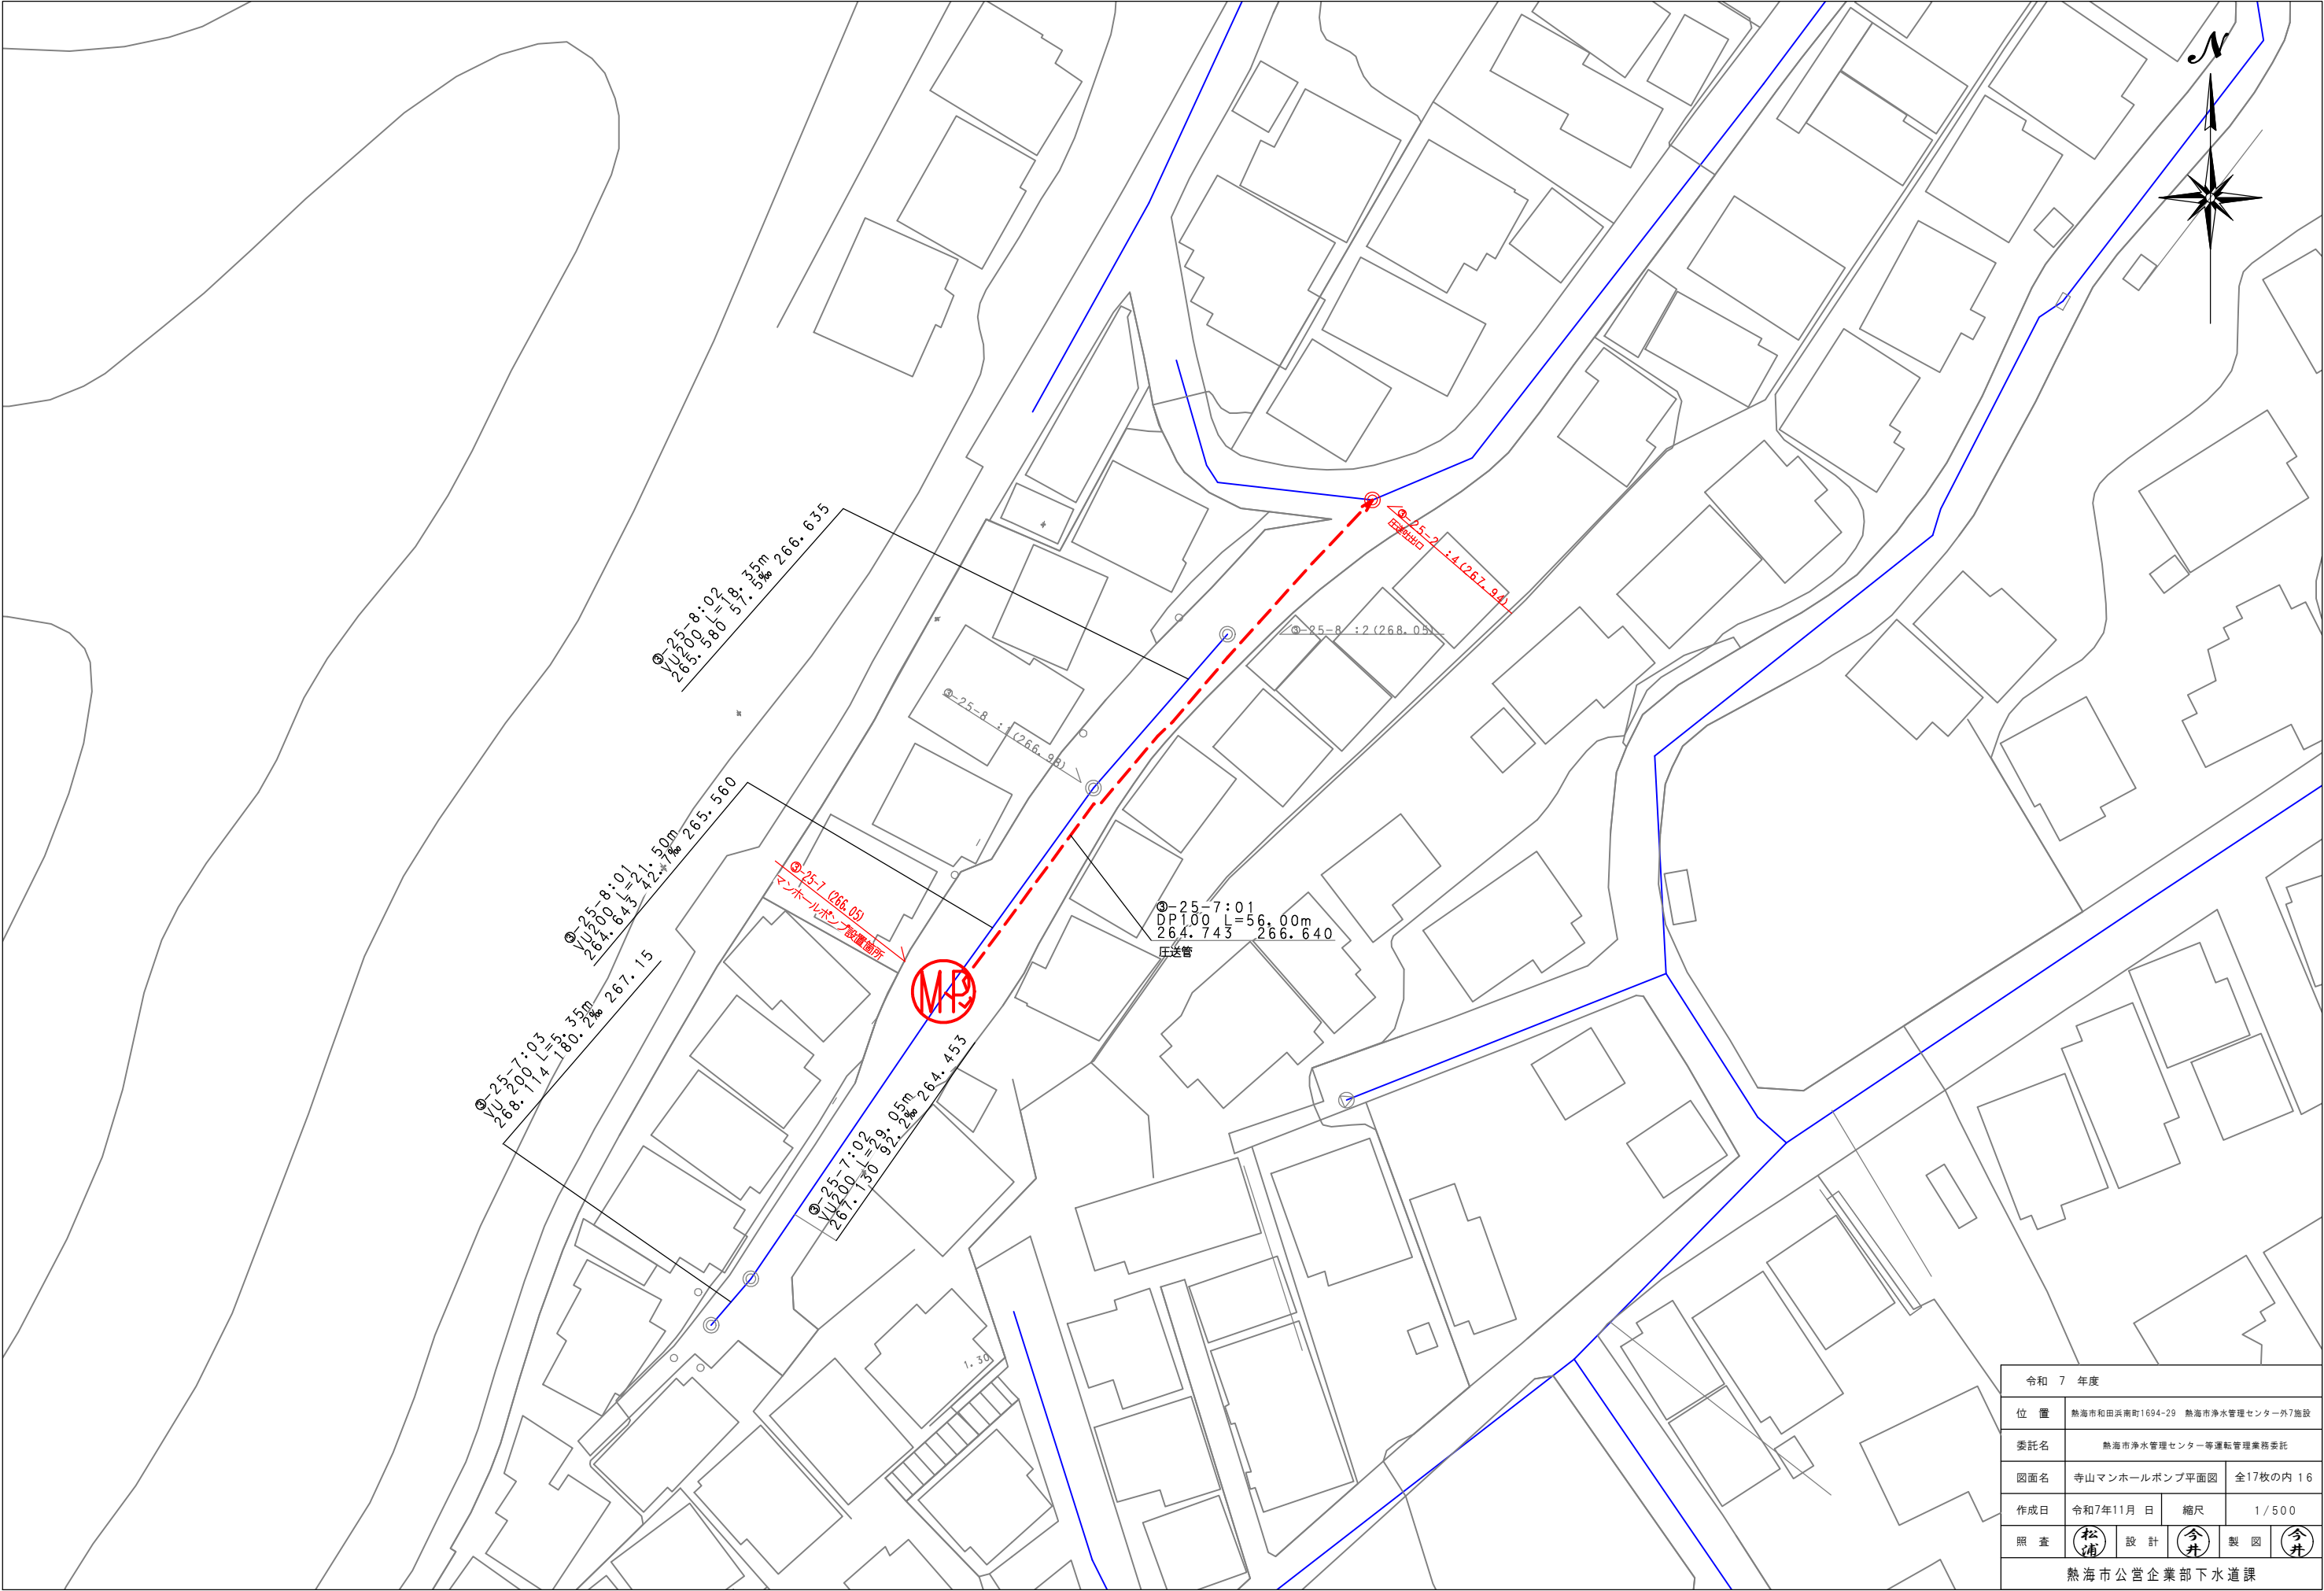 N
③-25-8:02
VU200 L=18.35m
265.580 57.5‰ 266.635
③-25-2 :4(267.94)
圧送吐出口
③-25-8 :2(268.05)
③-25-8 :1(266.98)
③-25-8:01
VU200 L=21.50m
264.643 42.7‰ 265.560
③-25-7 (266.05)
マンホールポンプ設置箇所
③-25-7:01
DP100 L=56.00m
264.743 266.640
圧送管
MP
③-25-7:03
VU 200 L=5.35m
268.114 180.2‰ 267.15
③-25-7:02
VU200 L=29.05m
267.130 92.2‰ 264.453
1.30
令和 7 年度
位 置 熱海市和田浜南町1694-29 熱海市浄水管理センター外7施設
委託名 熱海市浄水管理センター等運転管理業務委託
図面名 寺山マンホールポンプ平面図 全17枚の内 16
作成日 令和7年11月 日 縮尺 1/500
照 査 松浦 設 計 今井 製 図 今井
熱海市公営企業部下水道課